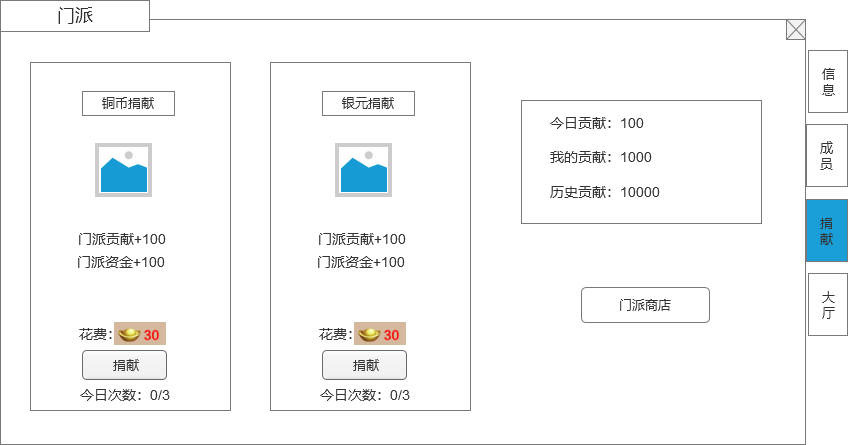 门派
铜币捐献
门派贡献+100
门派资金+100
花费：30
捐献
今日次数：0/3
银元捐献
门派贡献+100
门派资金+100
花费：30
捐献
今日次数：0/3
今日贡献：100
我的贡献：1000
历史贡献：10000
门派商店
信息
成员
捐献
大厅